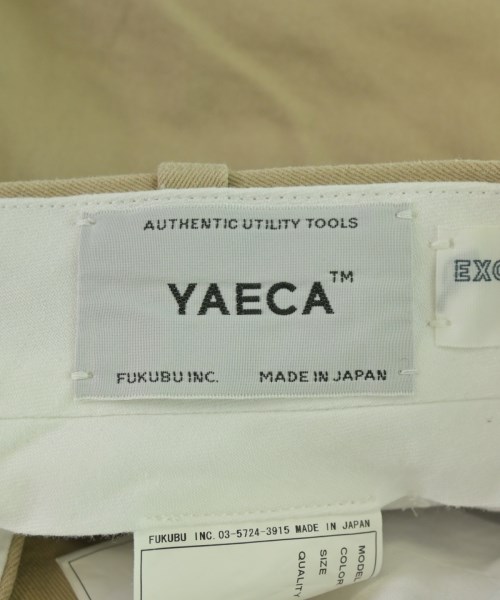 AUTHENTIC UTILITY TOOLS
YAECA™
FUKUBU INC. MADE IN JAPAN
FUKUBU INC. 03-5724-3915 MADE IN JAPAN
MODEL
COLOR
SIZE
QUALITY